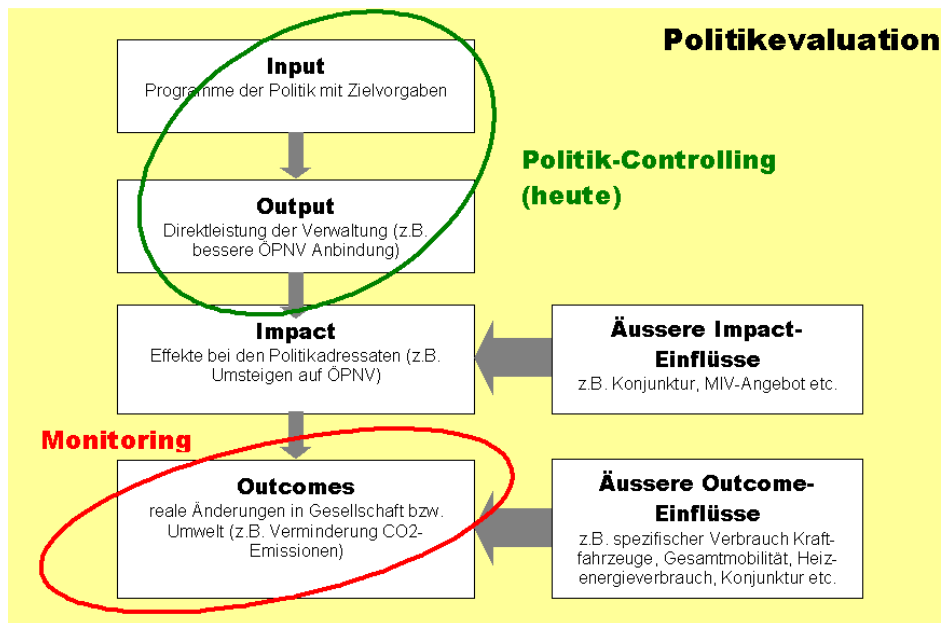 Politikevaluation
Input
Programme der Politik mit Zielvorgaben
Politik-Controlling
(heute)
Output
Direktleistung der Verwaltung (z.B.
bessere ÖPNV Anbindung)
Impact
Effekte bei den Politikadressaten (z.B.
Umsteigen auf ÖPNV)
Äussere Impact-
Einflüsse
z.B. Konjunktur, MIV-Angebot etc.
Monitoring
Outcomes
reale Änderungen in Gesellschaft bzw.
Umwelt (z.B. Verminderung CO2-
Emissionen)
Äussere Outcome-
Einflüsse
z.B. spezifischer Verbrauch Kraft-
fahrzeuge, Gesamtmobilität, Heiz-
energieverbrauch, Konjunktur etc.